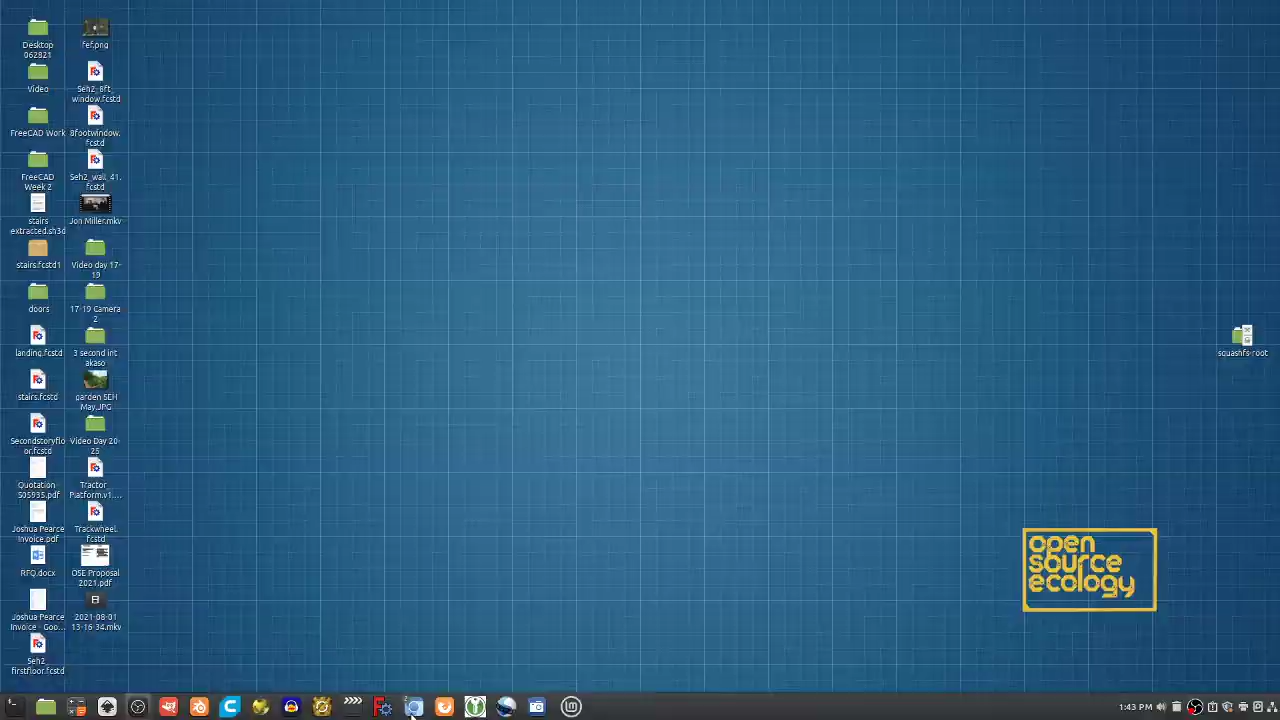 Desktop
062821
Video
FreeCAD Work
FreeCAD
Week 2
stairs
extracted.sh3d
stairs.fcstd1
doors
landing.fcstd
stairs.fcstd
Secondstoryflo
or.fcstd
Quotation
S05935.pdf
Joshua Pearce
Invoice.pdf
RFQ.docx
Joshua Pearce
Invoice - Goo...
Seh2_
firstfloor.fcstd
fef.png
Seh2_8ft_
window.fcstd
8footwindow.
fcstd
Seh2_wall_41.
fcstd
Jon Miller.mkv
Video day 17-
19
17-19 Camera
2
3 second int
akaso
garden SEH
May.JPG
Video Day 20-
25
Tractor_
Platform.v1....
Trackwheel.
fcstd
OSE Proposal
2021.pdf
2021-08-01
13-16-34.mkv
squashfs-root
open
source
ecology
1:43 PM